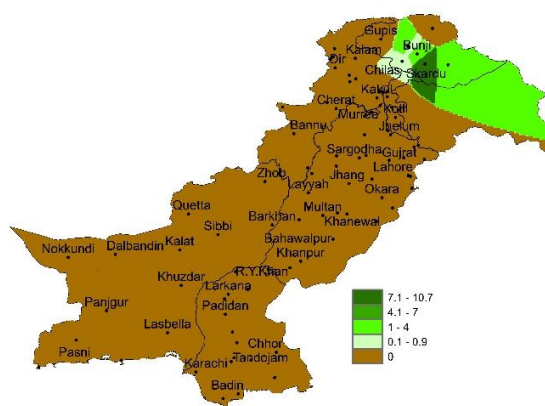 Gupis
Kalam
Bunji
Dir
Chilas
Skardu
Kakul
Cherat
Kotli
Murree
Bannu
Jhelum
Sargodha
Gujrat
Zhob
Jhang
Lahore
Layyah
Okara
Quetta
Multan
Barkhan
Khanewal
Sibbi
Nokkundi
Dalbandin
Kalat
Bahawalpur
Khanpur
R.Y.Khan
Khuzdar
Larkana
7.1 - 10.7
Panjgur
Padidan
4.1 - 7
1 - 4
Lasbella
0.1 - 0.9
Pasni
Chhor
0
Karachi
Tandojam
Badin